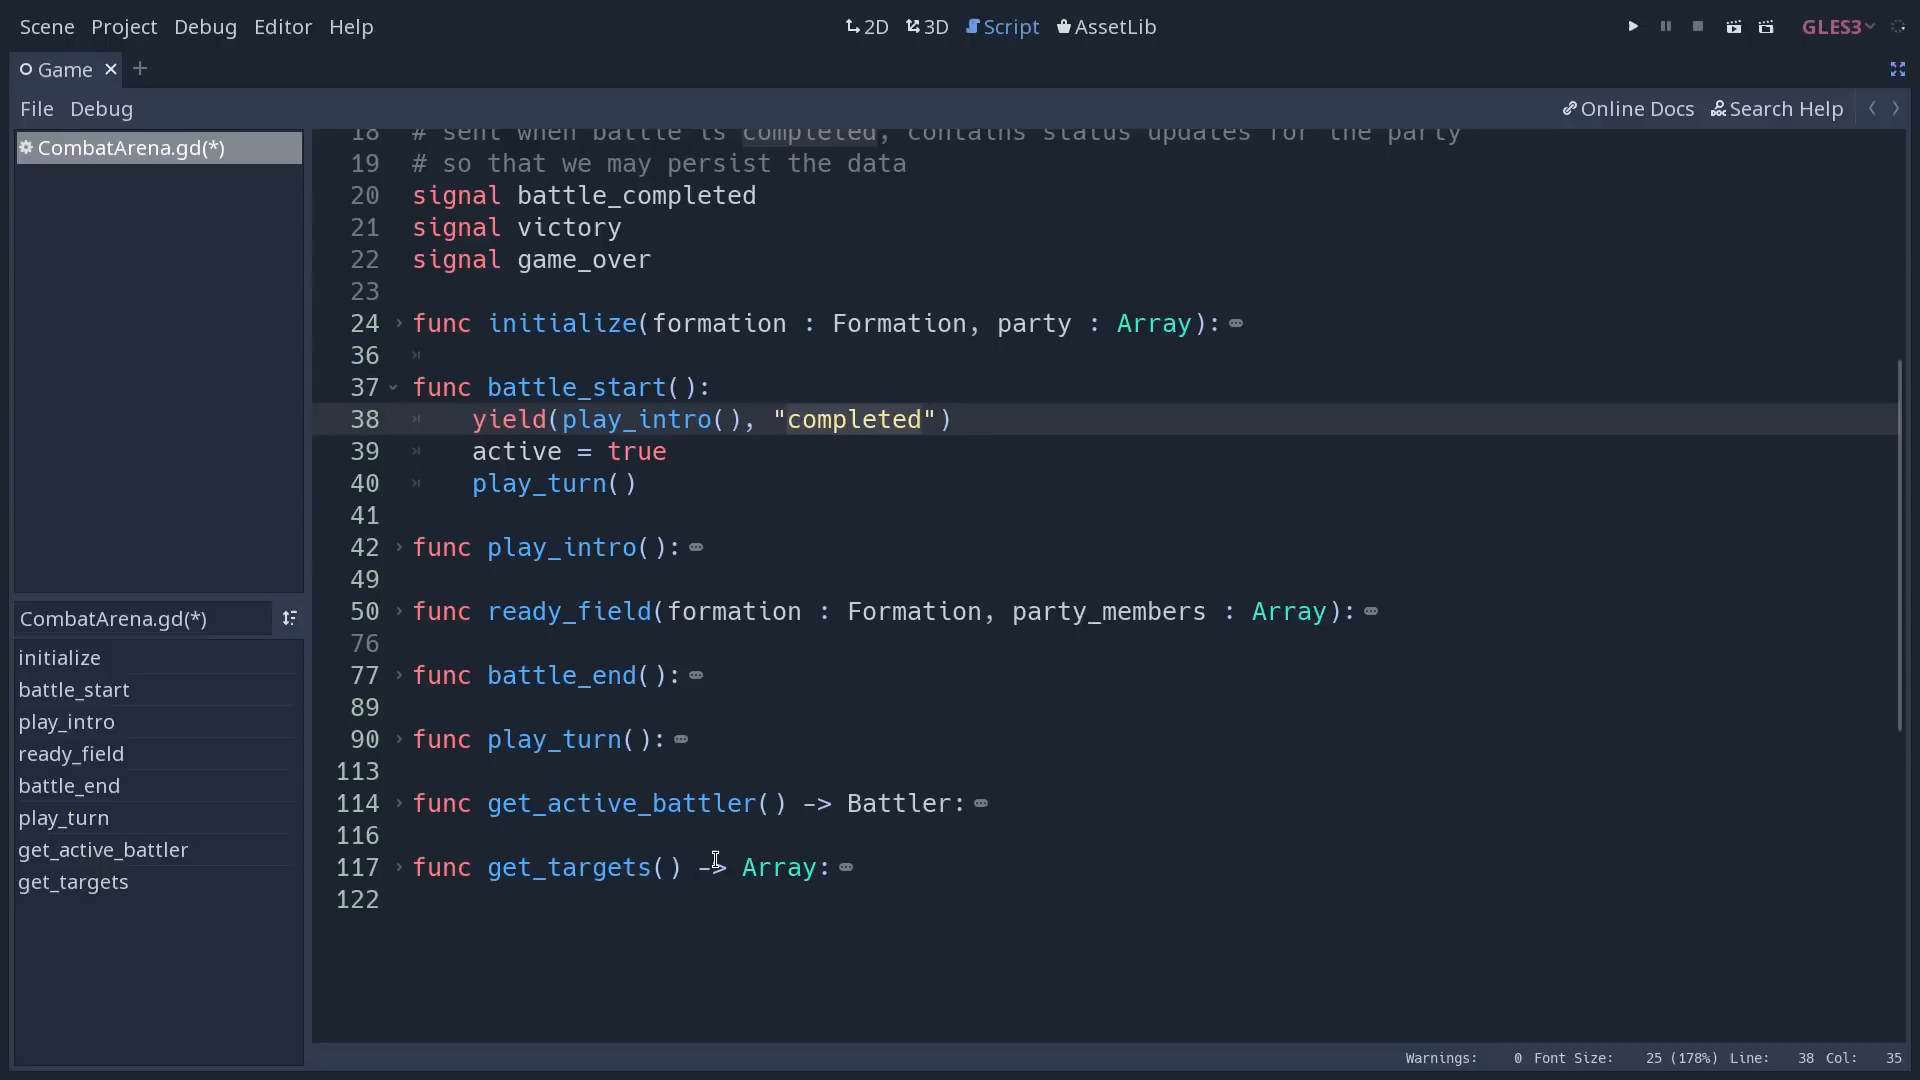 Scene Project Debug Editor Help 2D 3D Script AssetLib GLES3
Game
File Debug Online Docs Search Help
CombatArena.gd(*)
CombatArena.gd(*)
initialize
battle_start
play_intro
ready_field
battle_end
play_turn
get_active_battler
get_targets
18 # sent when battle is completed, contains status updates for the party
19 # so that we may persist the data
20 signal battle_completed
21 signal victory
22 signal game_over
23
24 func initialize(formation : Formation, party : Array):
36
37 func battle_start():
38 yield(play_intro(), "completed")
39 active = true
40 play_turn()
41
42 func play_intro():
49
50 func ready_field(formation : Formation, party_members : Array):
76
77 func battle_end():
89
90 func play_turn():
113
114 func get_active_battler() -> Battler:
116
117 func get_targets() -> Array:
122
Warnings: 0 Font Size: 25 (178%) Line: 38 Col: 35